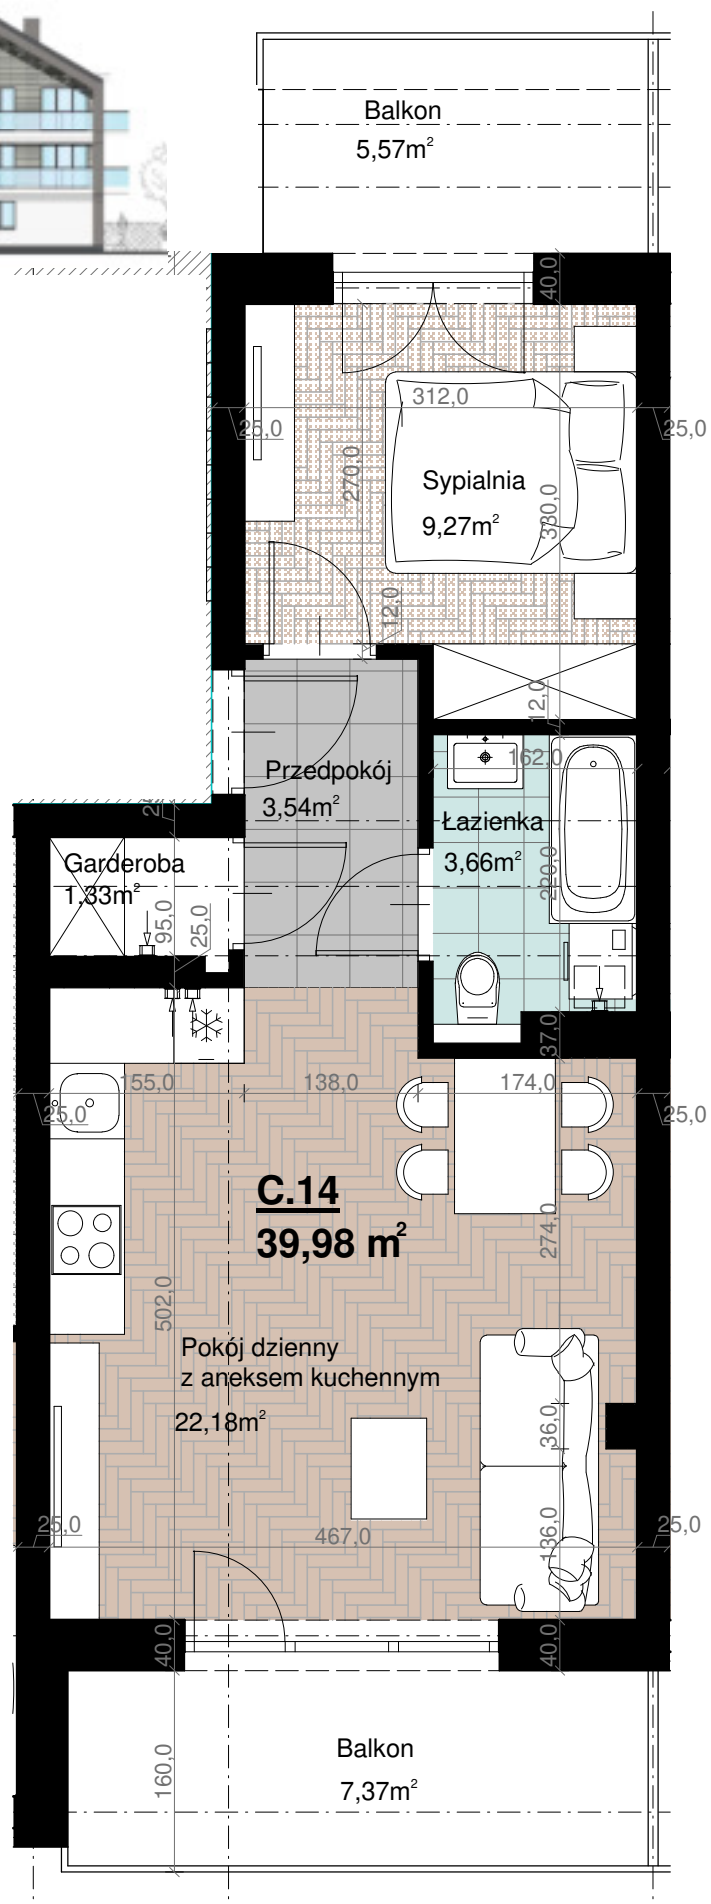 Balkon
5,57m²
40,0
312,0
25,0
25,0
270,0
Sypialnia
9,27m²
330,0
12,0
12,0
Przedpokój
3,54m²
162,0
Łazienka
3,66m²
220,0
Garderoba
1,33m²
95,0
25,0
37,0
155,0
138,0
174,0
25,0
25,0
C.14
39,98 m²
274,0
502,0
Pokój dzienny
z aneksem kuchennym
22,18m²
36,0
25,0
467,0
136,0
25,0
40,0
40,0
160,0
Balkon
7,37m²